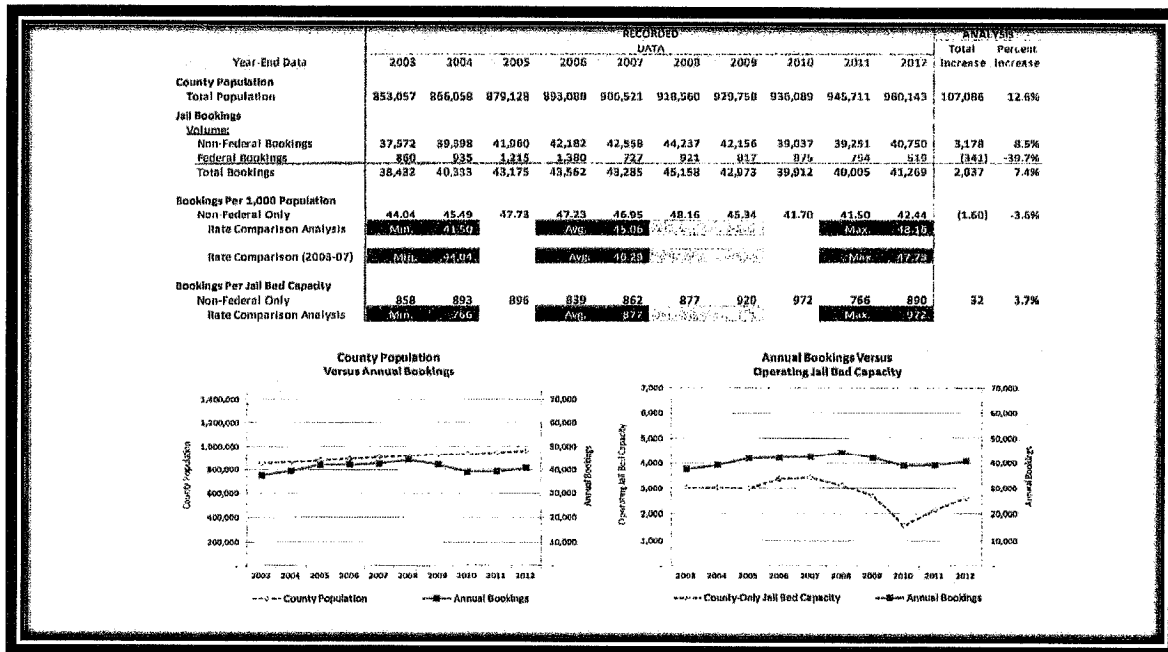 RECORDED ANALYSIS
DATA Total Percent
Year-End Data 2003 2004 2005 2006 2007 2008 2009 2010 2011 2012 Increase Increase
County Population
Total Population 853,057 866,058 879,128 893,088 906,521 918,560 929,758 936,089 945,711 960,143 107,086 12.6%
Jail Bookings
Volume:
Non-Federal Bookings 37,572 39,398 41,960 42,182 42,558 44,237 42,156 39,037 39,251 40,750 3,178 8.5%
Federal Bookings 860 935 1,215 1,380 727 921 817 875 754 519 (341) -39.7%
Total Bookings 38,432 40,333 43,175 43,562 43,285 45,158 42,973 39,912 40,005 41,269 2,837 7.4%
Bookings Per 1,000 Population
Non-Federal Only 44.04 45.49 47.73 47.23 46.95 48.16 45.34 41.70 41.50 42.44 (1.60) -3.6%
Rate Comparison Analysis Min. 41.50 Avg. 45.06 Max. 48.16
Rate Comparison (2003-07) Min. 44.04 Avg. 46.29 Max. 47.73
Bookings Per Jail Bed Capacity
Non-Federal Only 858 893 896 839 862 877 920 972 766 890 32 3.7%
Rate Comparison Analysis Min. 766 Avg. 877 Max. 972
County Population
Versus Annual Bookings
1,400,000 70,000
1,200,000 60,000
1,000,000 50,000
800,000 40,000
600,000 30,000
400,000 20,000
200,000 10,000
- -
County Population
Annual Bookings
2003 2004 2005 2006 2007 2008 2009 2010 2011 2012
County Population Annual Bookings
Annual Bookings Versus
Operating Jail Bed Capacity
7,000 70,000
6,000 60,000
5,000 50,000
4,000 40,000
3,000 30,000
2,000 20,000
1,000 10,000
- -
Operating Jail Bed Capacity
Annual Bookings
2003 2004 2005 2006 2007 2008 2009 2010 2011 2012
County-Only Jail Bed Capacity Annual Bookings